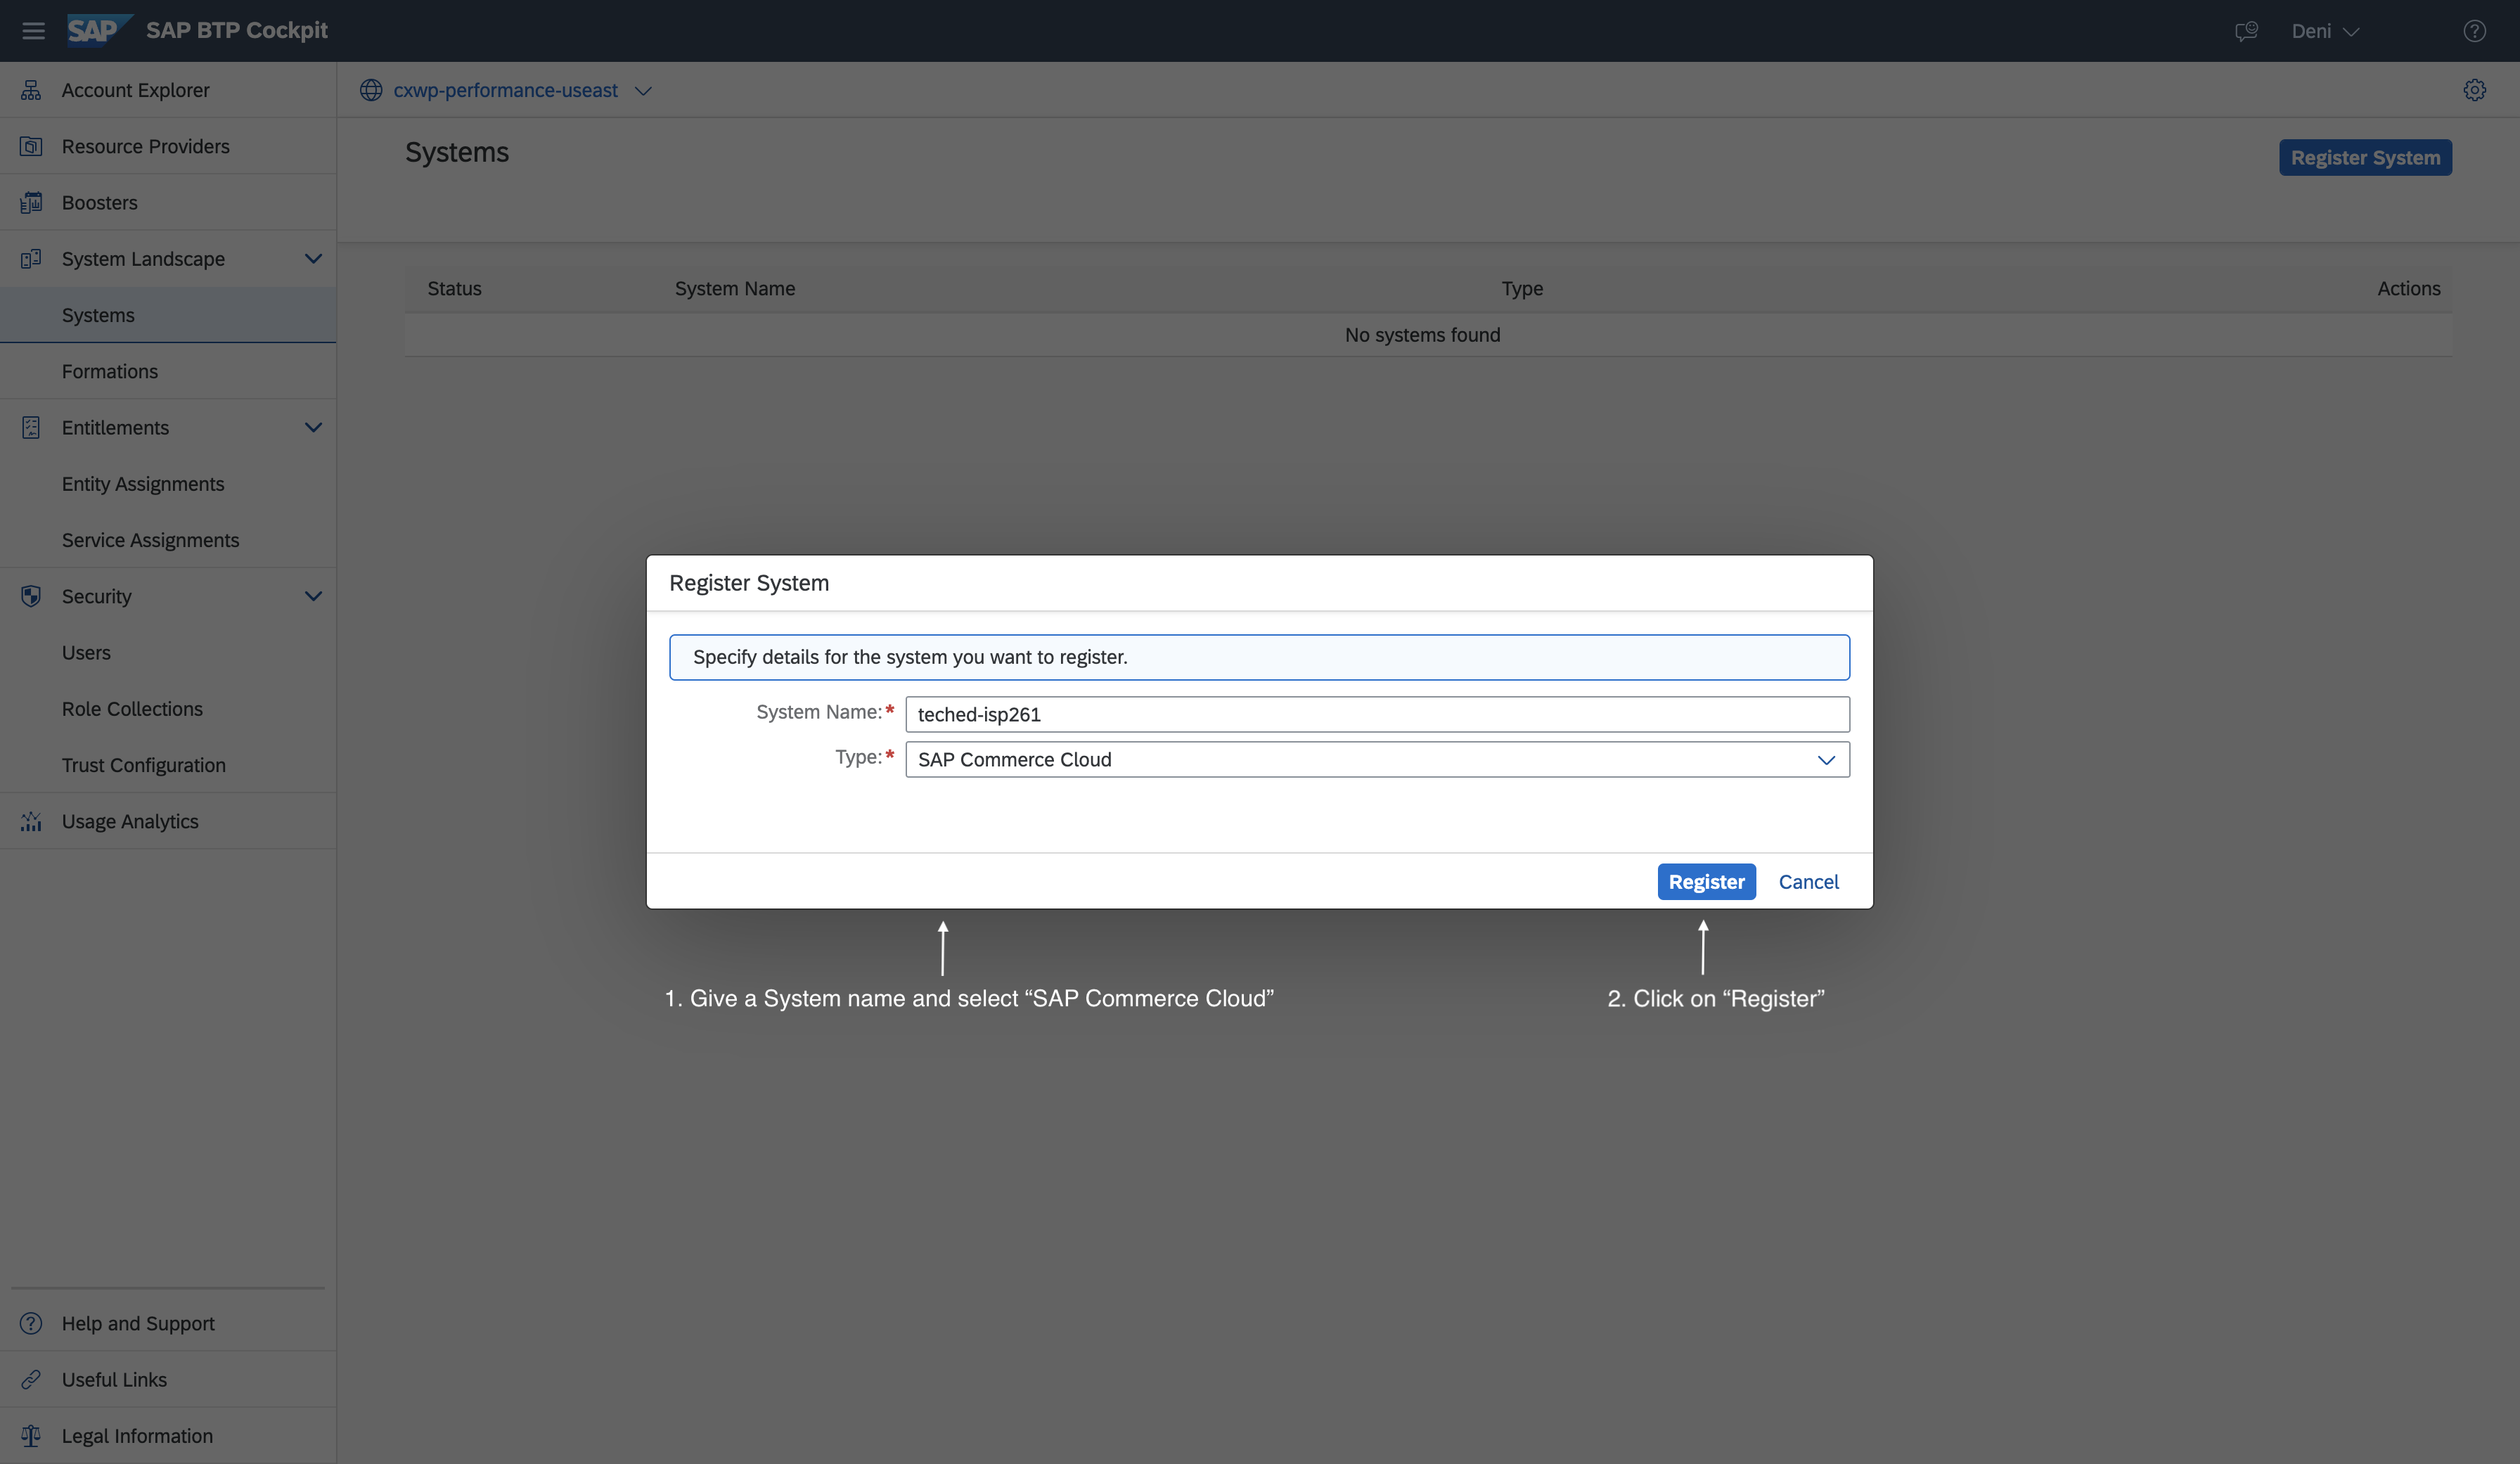 SAP SAP BTP Cockpit
Deni
Account Explorer
Resource Providers
Boosters
System Landscape
Systems
Formations
Entitlements
Entity Assignments
Service Assignments
Security
Users
Role Collections
Trust Configuration
Usage Analytics
Help and Support
Useful Links
Legal Information
cxwp-performance-useast
Systems
Register System
Status System Name Type Actions
No systems found
Register System
Specify details for the system you want to register.
System Name:* teched-isp261
Type:* SAP Commerce Cloud
Register Cancel
1. Give a System name and select “SAP Commerce Cloud”
2. Click on “Register”